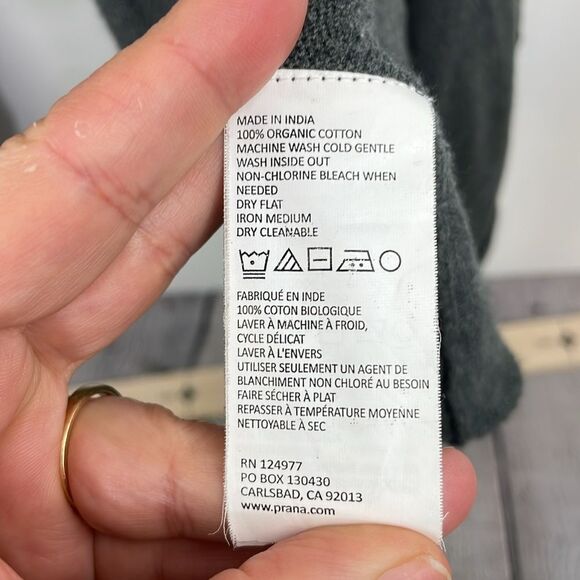 MADE IN INDIA
100% ORGANIC COTTON
MACHINE WASH COLD GENTLE
WASH INSIDE OUT
NON-CHLORINE BLEACH WHEN
NEEDED
DRY FLAT
IRON MEDIUM
DRY CLEANABLE
FABRIQUÉ EN INDE
100% COTON BIOLOGIQUE
LAVER À MACHINE À FROID,
CYCLE DÉLICAT
LAVER À L'ENVERS
UTILISER SEULEMENT UN AGENT DE
BLANCHIMENT NON CHLORÉ AU BESOIN
FAIRE SÉCHER À PLAT
REPASSER À TEMPÉRATURE MOYENNE
NETTOYABLE À SEC
RN 124977
PO BOX 130430
CARLSBAD, CA 92013
www.prana.com